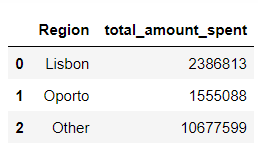 Region total_amount_spent
0 Lisbon 2386813
1 Oporto 1555088
2 Other 10677599